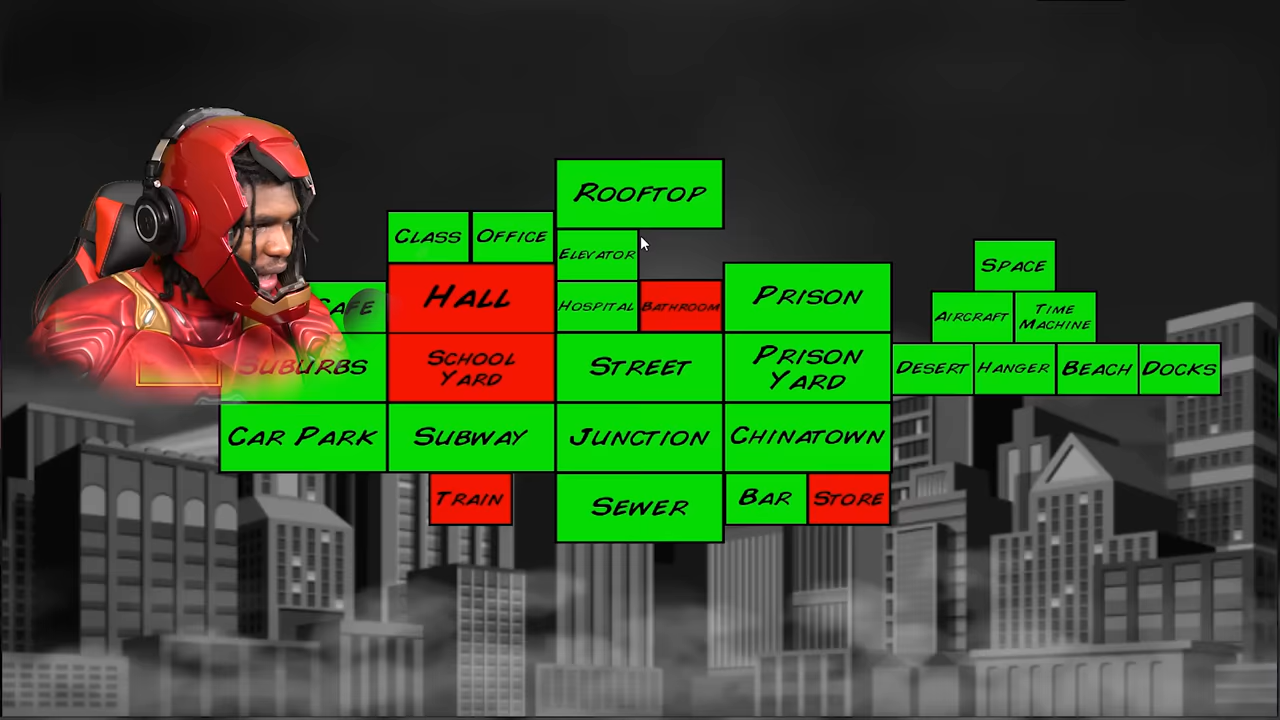 Rooftop
Class
Office
Elevator
Space
Hall
Hospital
Bathroom
Prison
Aircraft
Time
Machine
School
Yard
Suburbs
Street
Prison
Yard
Desert
Hanger
Beach
Docks
Car Park
Subway
Junction
Chinatown
Train
Sewer
Bar
Store